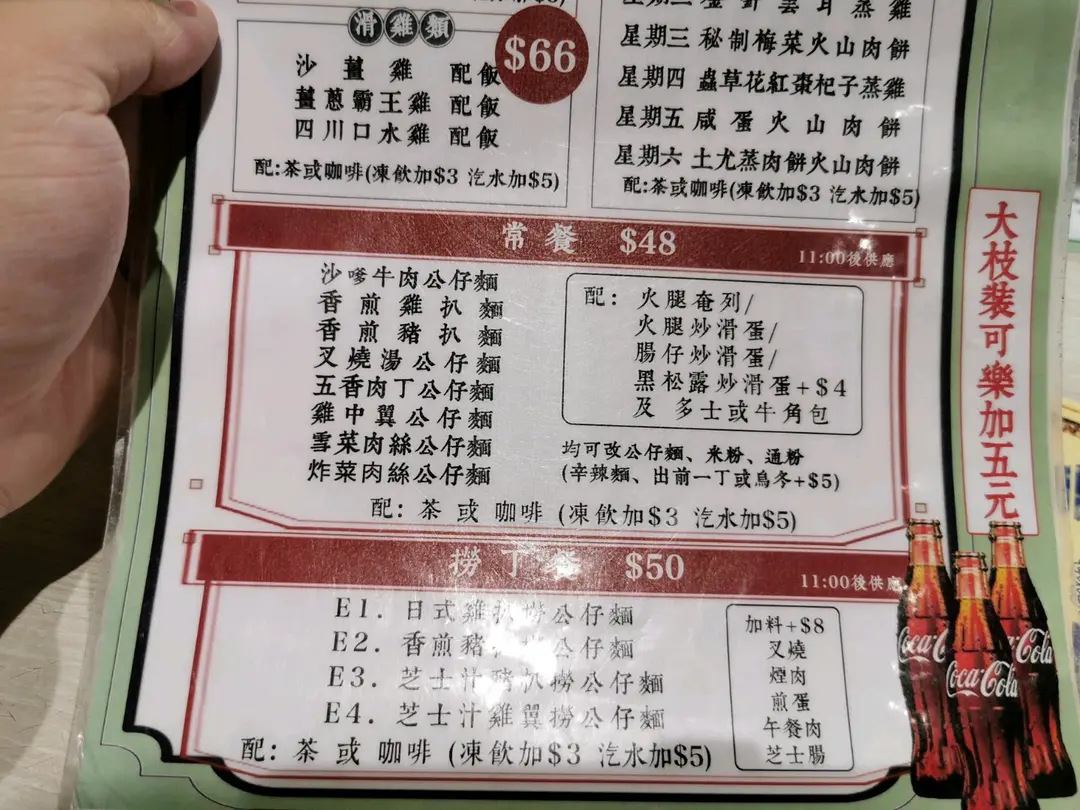 滑雞類
$66
沙薑雞 配飯
薑蔥霸王雞 配飯
四川口水雞 配飯
配:茶或咖啡(凍飲加$3 汽水加$5)
星期三 秘制梅菜火山肉餅
星期四 蟲草花紅棗杞子蒸雞
星期五 咸蛋火山肉餅
星期六 土尤蒸肉餅火山肉餅
配:茶或咖啡(凍飲加$3 汽水加$5)
常餐 $48
11:00後供應
沙嗲牛肉公仔麵
香煎雞扒麵
香煎豬扒麵
叉燒湯公仔麵
五香肉丁公仔麵
雞中翼公仔麵
雪菜肉絲公仔麵
炸菜肉絲公仔麵
配: 火腿奄列/
火腿炒滑蛋/
腸仔炒滑蛋/
黑松露炒滑蛋+$4
及 多士或牛角包
均可改公仔麵、米粉、通粉
(辛辣麵、出前一丁或烏冬+$5)
配: 茶或咖啡 (凍飲加$3 汽水加$5)
撈丁餐 $50
11:00後供應
E1. 日式雞扒撈公仔麵
E2. 香煎豬扒撈公仔麵
E3. 芝士汁豬扒撈公仔麵
E4. 芝士汁雞翼撈公仔麵
加料+$8
叉燒
煙肉
煎蛋
午餐肉
芝士腸
配: 茶或咖啡 (凍飲加$3 汽水加$5)
大枝裝可樂加五元
Coca-Cola
Coca-Cola